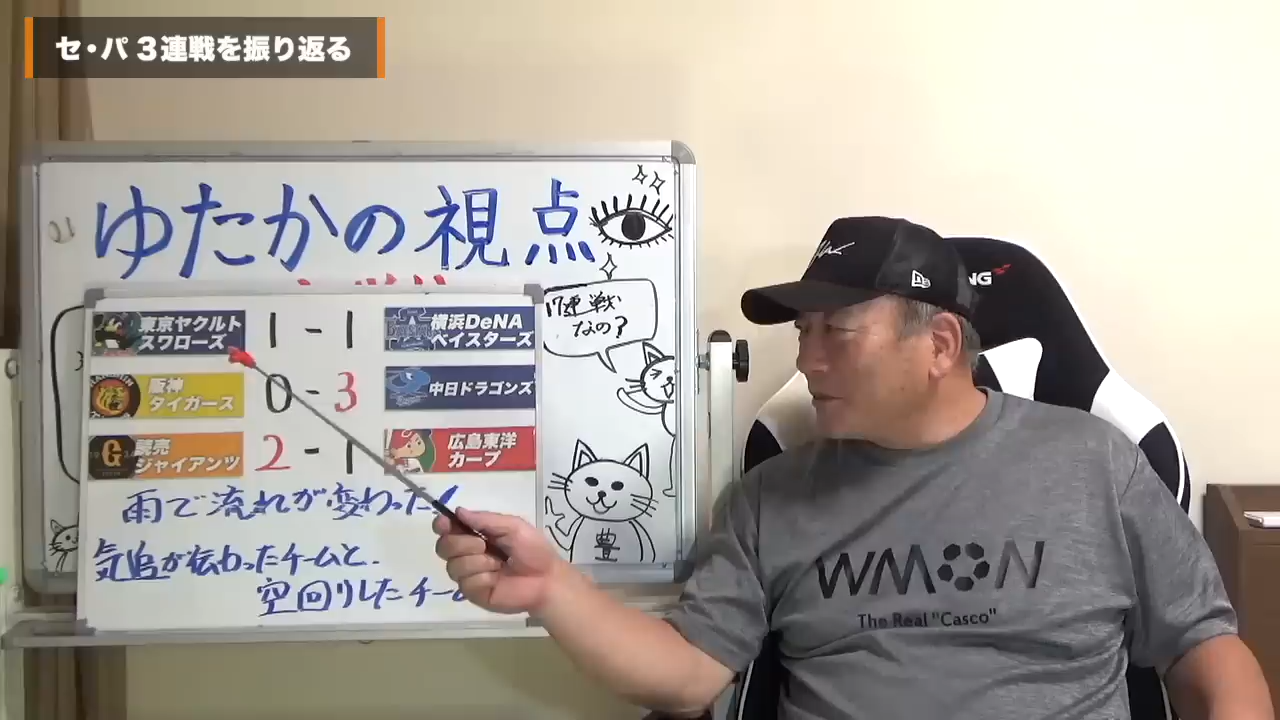 セ・パ 3連戦を振り返る
ゆたかの視点
東京ヤクルト
スワローズ
1 - 1
横浜DeNA
ベイスターズ
阪神
タイガース
0 - 3
中日ドラゴンズ
G
読売
ジャイアンツ
2 - 1
広島東洋
カープ
雨で流れが変わった!
気迫が伝わったチームと、
空回りしたチー
連戦
なの?
豊
WMON
The Real "Casco"
NG